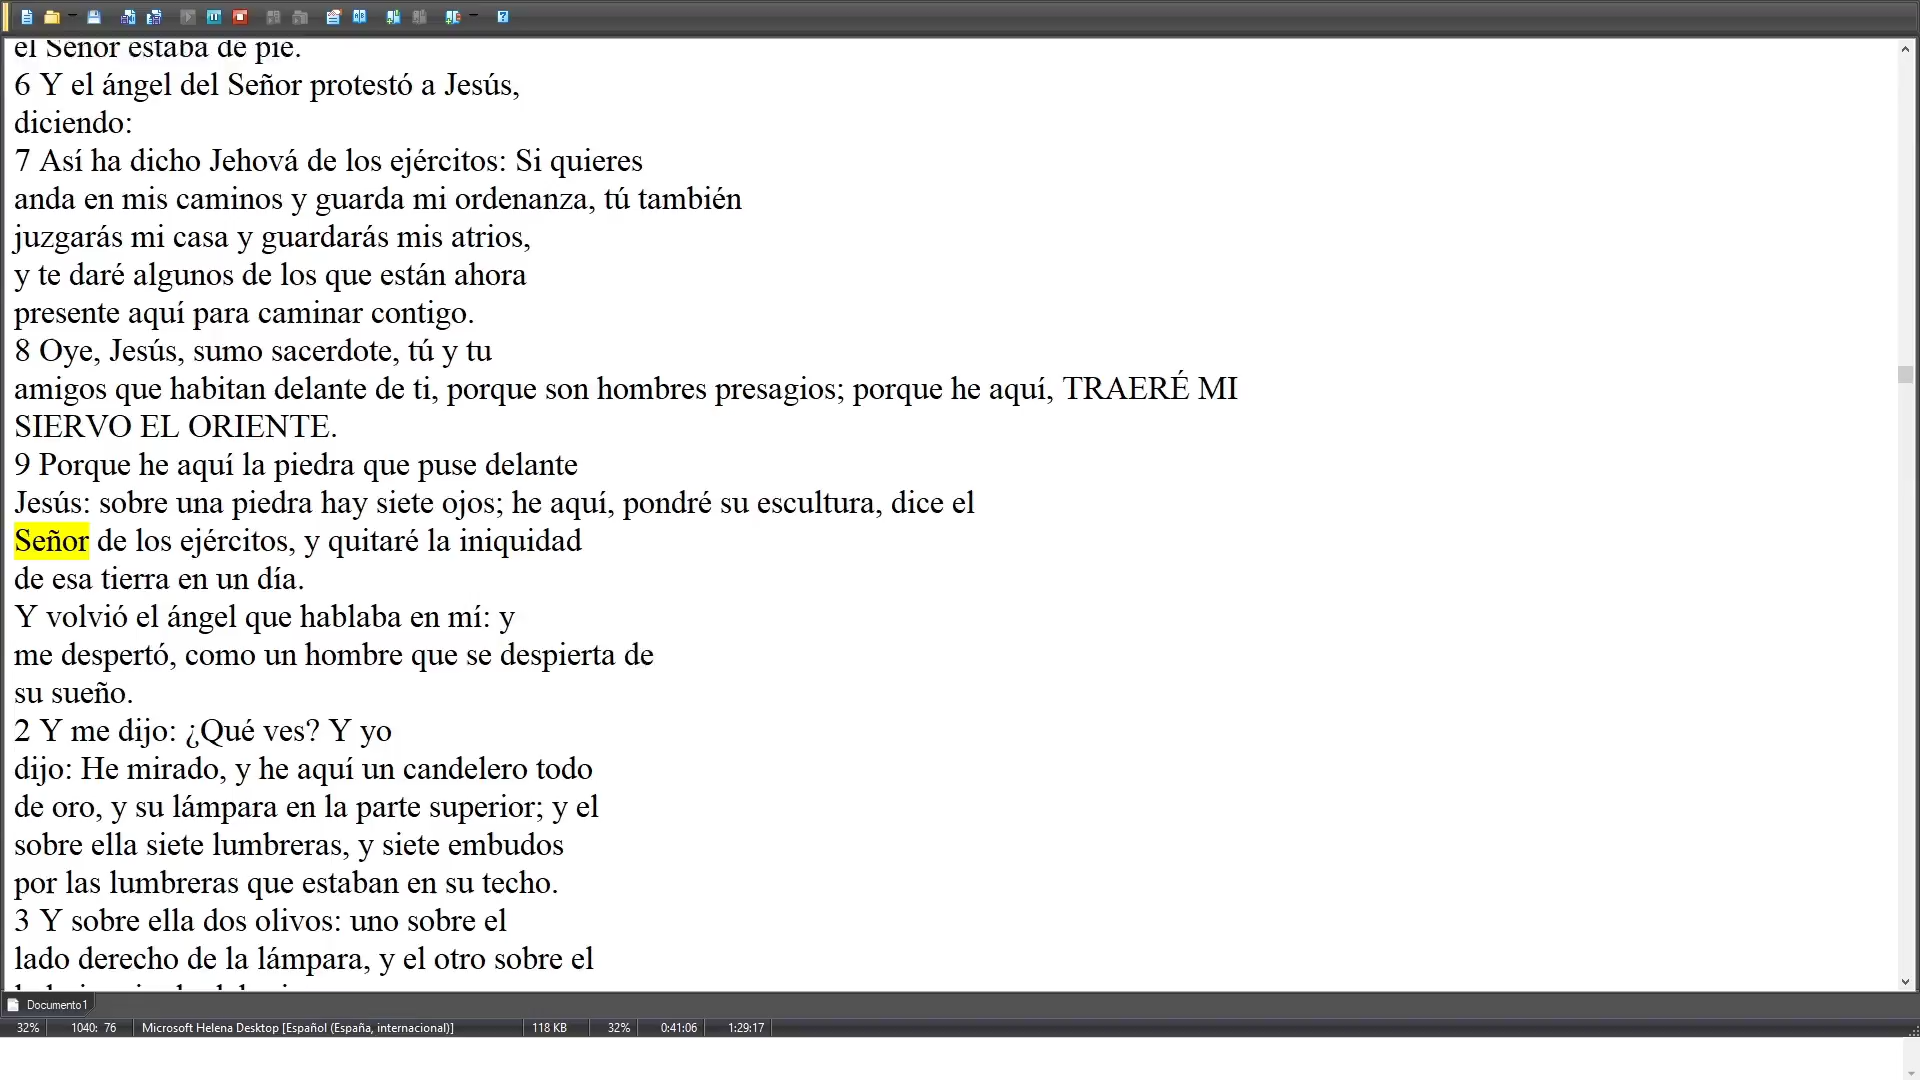 el Señor estaba de pie.
6 Y el ángel del Señor protestó a Jesús,
diciendo:
7 Así ha dicho Jehová de los ejércitos: Si quieres
anda en mis caminos y guarda mi ordenanza, tú también
juzgarás mi casa y guardarás mis atrios,
y te daré algunos de los que están ahora
presente aquí para caminar contigo.
8 Oye, Jesús, sumo sacerdote, tú y tu
amigos que habitan delante de ti, porque son hombres presagios; porque he aquí, TRAERÉ MI
SIERVO EL ORIENTE.
9 Porque he aquí la piedra que puse delante
Jesús: sobre una piedra hay siete ojos; he aquí, pondré su escultura, dice el
Señor de los ejércitos, y quitaré la iniquidad
de esa tierra en un día.
Y volvió el ángel que hablaba en mí: y
me despertó, como un hombre que se despierta de
su sueño.
2 Y me dijo: ¿Qué ves? Y yo
dijo: He mirado, y he aquí un candelero todo
de oro, y su lámpara en la parte superior; y el
sobre ella siete lumbreras, y siete embudos
por las lumbreras que estaban en su techo.
3 Y sobre ella dos olivos: uno sobre el
lado derecho de la lámpara, y el otro sobre el
Documento1
32% 1040: 76 Microsoft Helena Desktop [Español (España, internacional)] 118 KB 32% 0:41:06 1:29:17